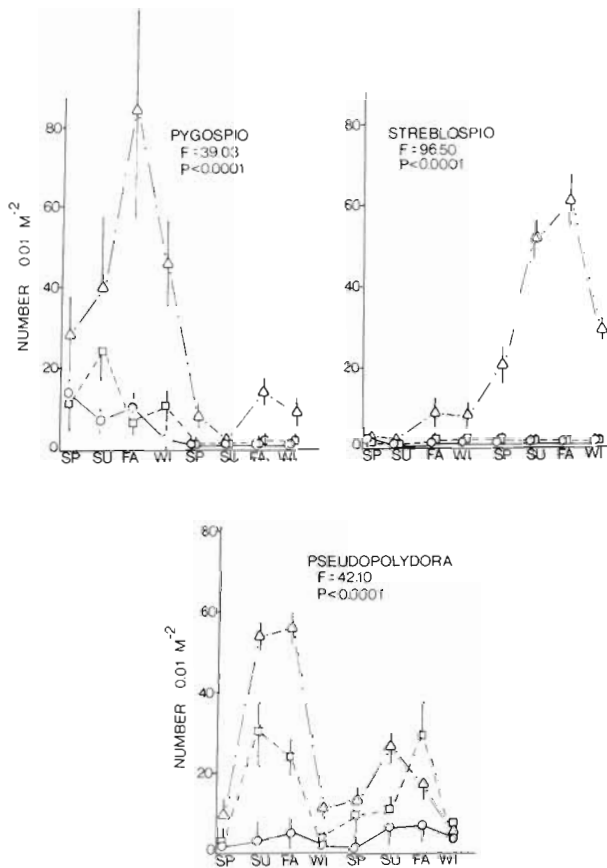 80
60
40
20
0
NUMBER 0.01 M-2
PYGOSPIO
F=39.03
P<0.0001
SP SU FA WI SP SU FA WI
80
60
40
20
0
STREBLOSPIO
F=96.50
P<0.0001
SP SU FA WI SP SU FA WI
80
60
40
20
0
NUMBER 0.01 M-2
PSEUDOPOLYDORA
F=42.10
P<0.0001
SP SU FA WI SP SU FA WI